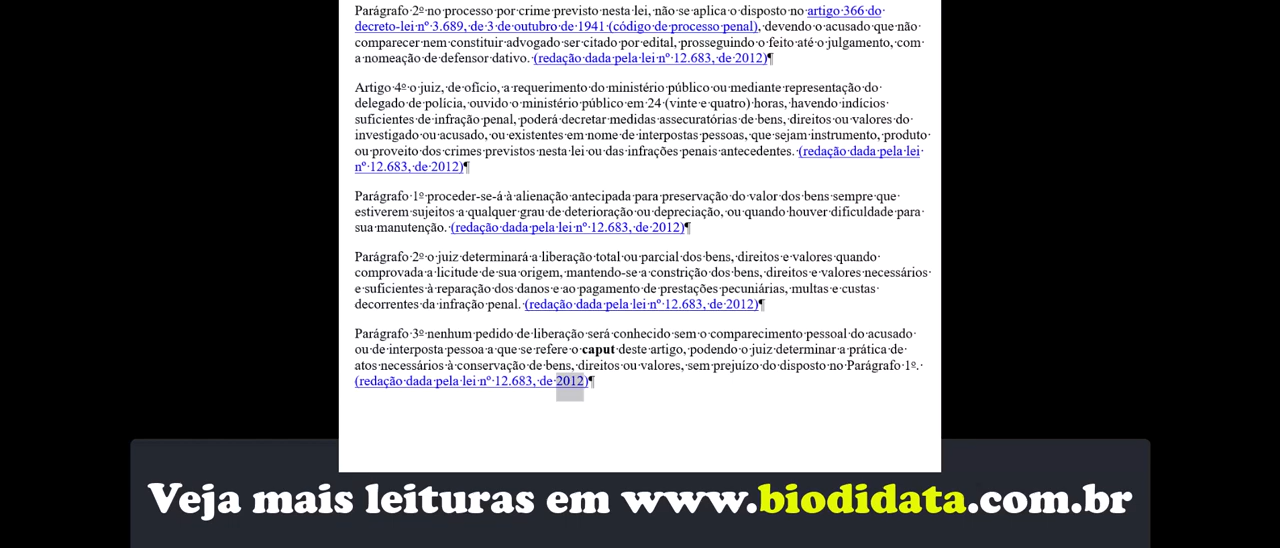 Parágrafo 2º no processo por crime previsto nesta lei, não se aplica o disposto no artigo 366 do
decreto-lei nº 3.689, de 3 de outubro de 1941 (código de processo penal), devendo o acusado que não
comparecer nem constituir advogado ser citado por edital, prosseguindo o feito até o julgamento, com
a nomeação de defensor dativo. (redação dada pela lei nº 12.683, de 2012)¶
Artigo 4º o juiz, de ofício, a requerimento do ministério público ou mediante representação do
delegado de polícia, ouvido o ministério público em 24 (vinte e quatro) horas, havendo indícios
suficientes de infração penal, poderá decretar medidas assecuratórias de bens, direitos ou valores do
investigado ou acusado, ou existentes em nome de interpostas pessoas, que sejam instrumento, produto
ou proveito dos crimes previstos nesta lei ou das infrações penais antecedentes. (redação dada pela lei
nº 12.683, de 2012)¶
Parágrafo 1º proceder-se-á à alienação antecipada para preservação do valor dos bens sempre que
estiverem sujeitos a qualquer grau de deterioração ou depreciação, ou quando houver dificuldade para
sua manutenção. (redação dada pela lei nº 12.683, de 2012)¶
Parágrafo 2º o juiz determinará a liberação total ou parcial dos bens, direitos e valores quando
comprovada a licitude de sua origem, mantendo-se a constrição dos bens, direitos e valores necessários
e suficientes à reparação dos danos e ao pagamento de prestações pecuniárias, multas e custas
decorrentes da infração penal. (redação dada pela lei nº 12.683, de 2012)¶
Parágrafo 3º nenhum pedido de liberação será conhecido sem o comparecimento pessoal do acusado
ou de interposta pessoa a que se refere o caput deste artigo, podendo o juiz determinar a prática de
atos necessários à conservação de bens, direitos ou valores, sem prejuízo do disposto no Parágrafo 1º.
(redação dada pela lei nº 12.683, de 2012)¶
Veja mais leituras em www.biodidata.com.br